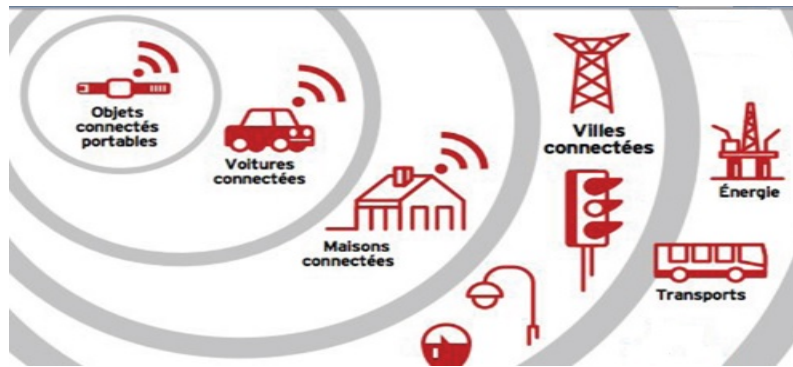 Objets
connectés
portables
Voitures
connectées
Maisons
connectées
Villes
connectées
Énergie
Transports